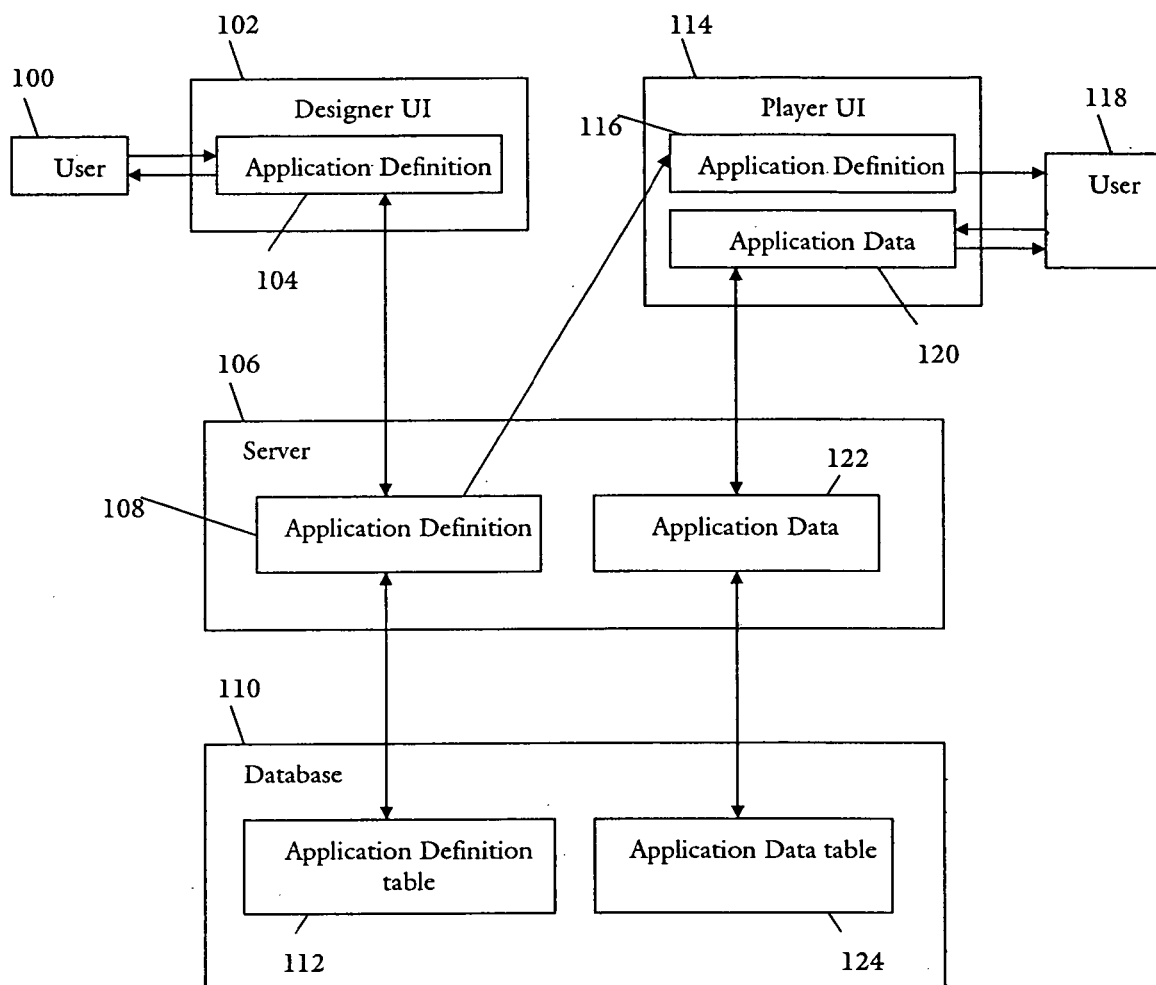 102
114
100
118
Designer UI
Player UI
116
User
Application Definition
Application Definition
User
Application Data
104
120
106
Server
122
108
Application Definition
Application Data
110
Database
Application Definition
table
Application Data table
112
124